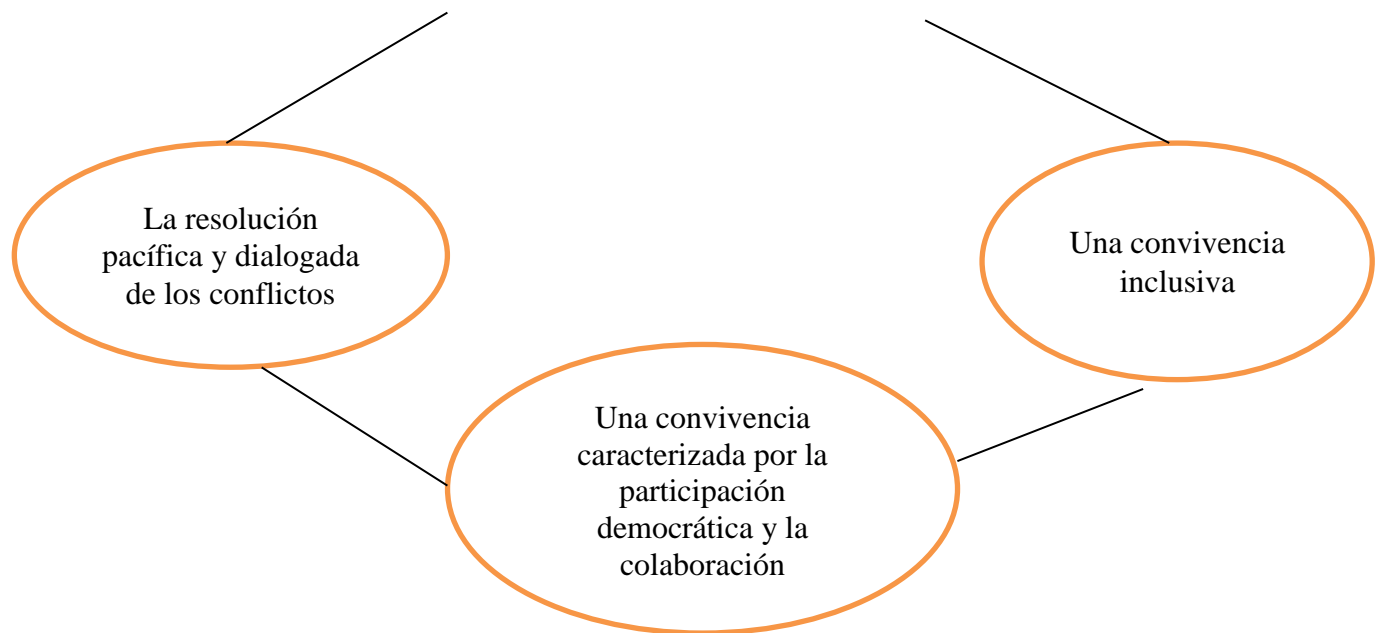 La resolución
pacífica y dialogada
de los conflictos
Una convivencia
inclusiva
Una convivencia
caracterizada por la
participación
democrática y la
colaboración